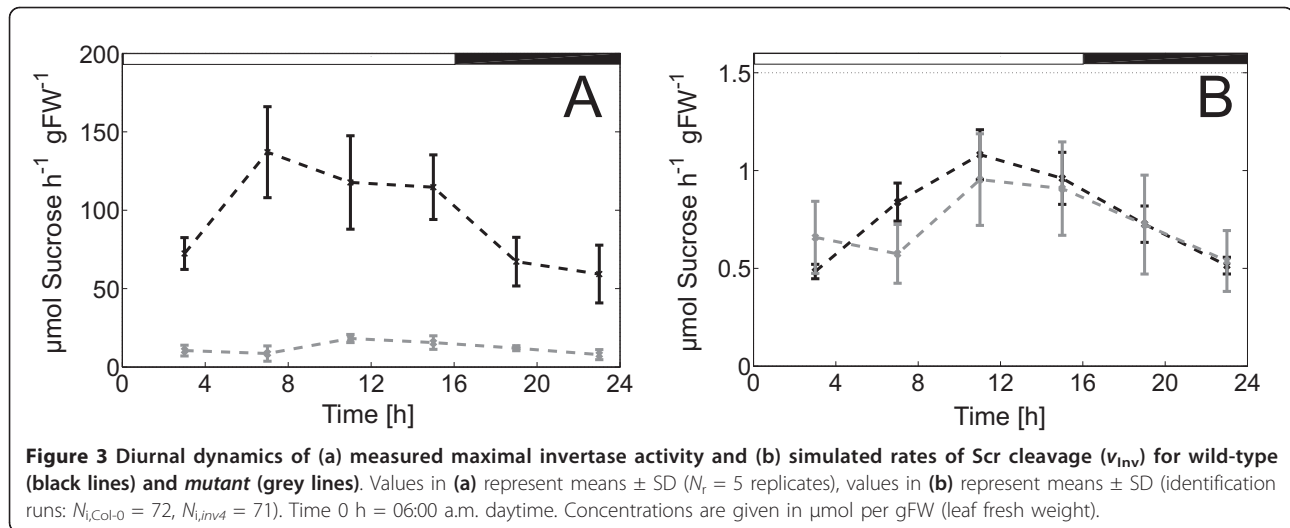 A
200
150
100
50
0
0 4 8 12 16 20 24
Time [h]
µmol Sucrose h⁻¹ gFW⁻¹
B
1.5
1
0.5
0
0 4 8 12 16 20 24
Time [h]
µmol Sucrose h⁻¹ gFW⁻¹
Figure 3 Diurnal dynamics of (a) measured maximal invertase activity and (b) simulated rates of Scr cleavage (v_Inv) for wild-type
(black lines) and mutant (grey lines). Values in (a) represent means ± SD (N_r = 5 replicates), values in (b) represent means ± SD (identification
runs: N_i,Col-0 = 72, N_i,inv4 = 71). Time 0 h = 06:00 a.m. daytime. Concentrations are given in µmol per gFW (leaf fresh weight).